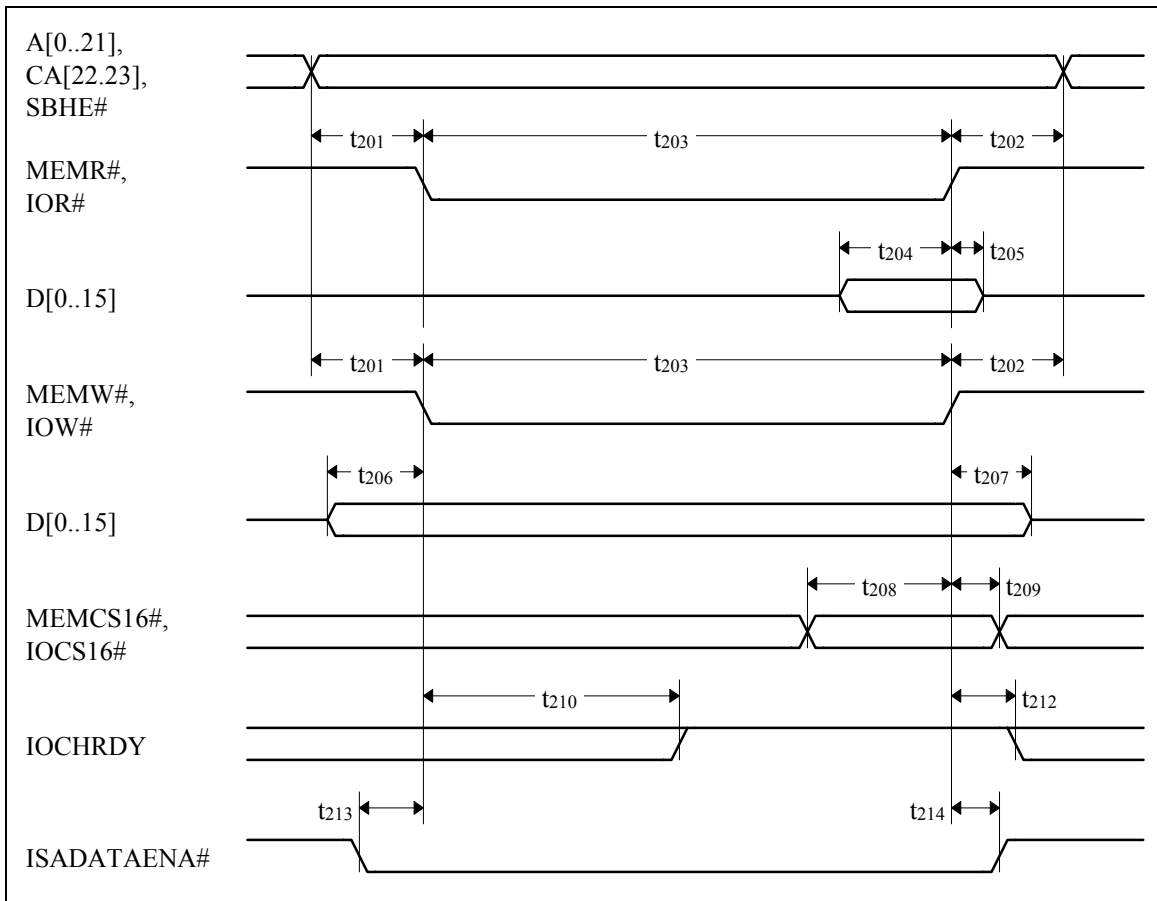 A[0..21],
CA[22.23],
SBHE#
t201
t203
t202
MEMR#,
IOR#
t204
t205
D[0..15]
t201
t203
t202
MEMW#,
IOW#
t206
t207
D[0..15]
t208
t209
MEMCS16#,
IOCS16#
t210
t212
IOCHRDY
t213
t214
ISADATAENA#